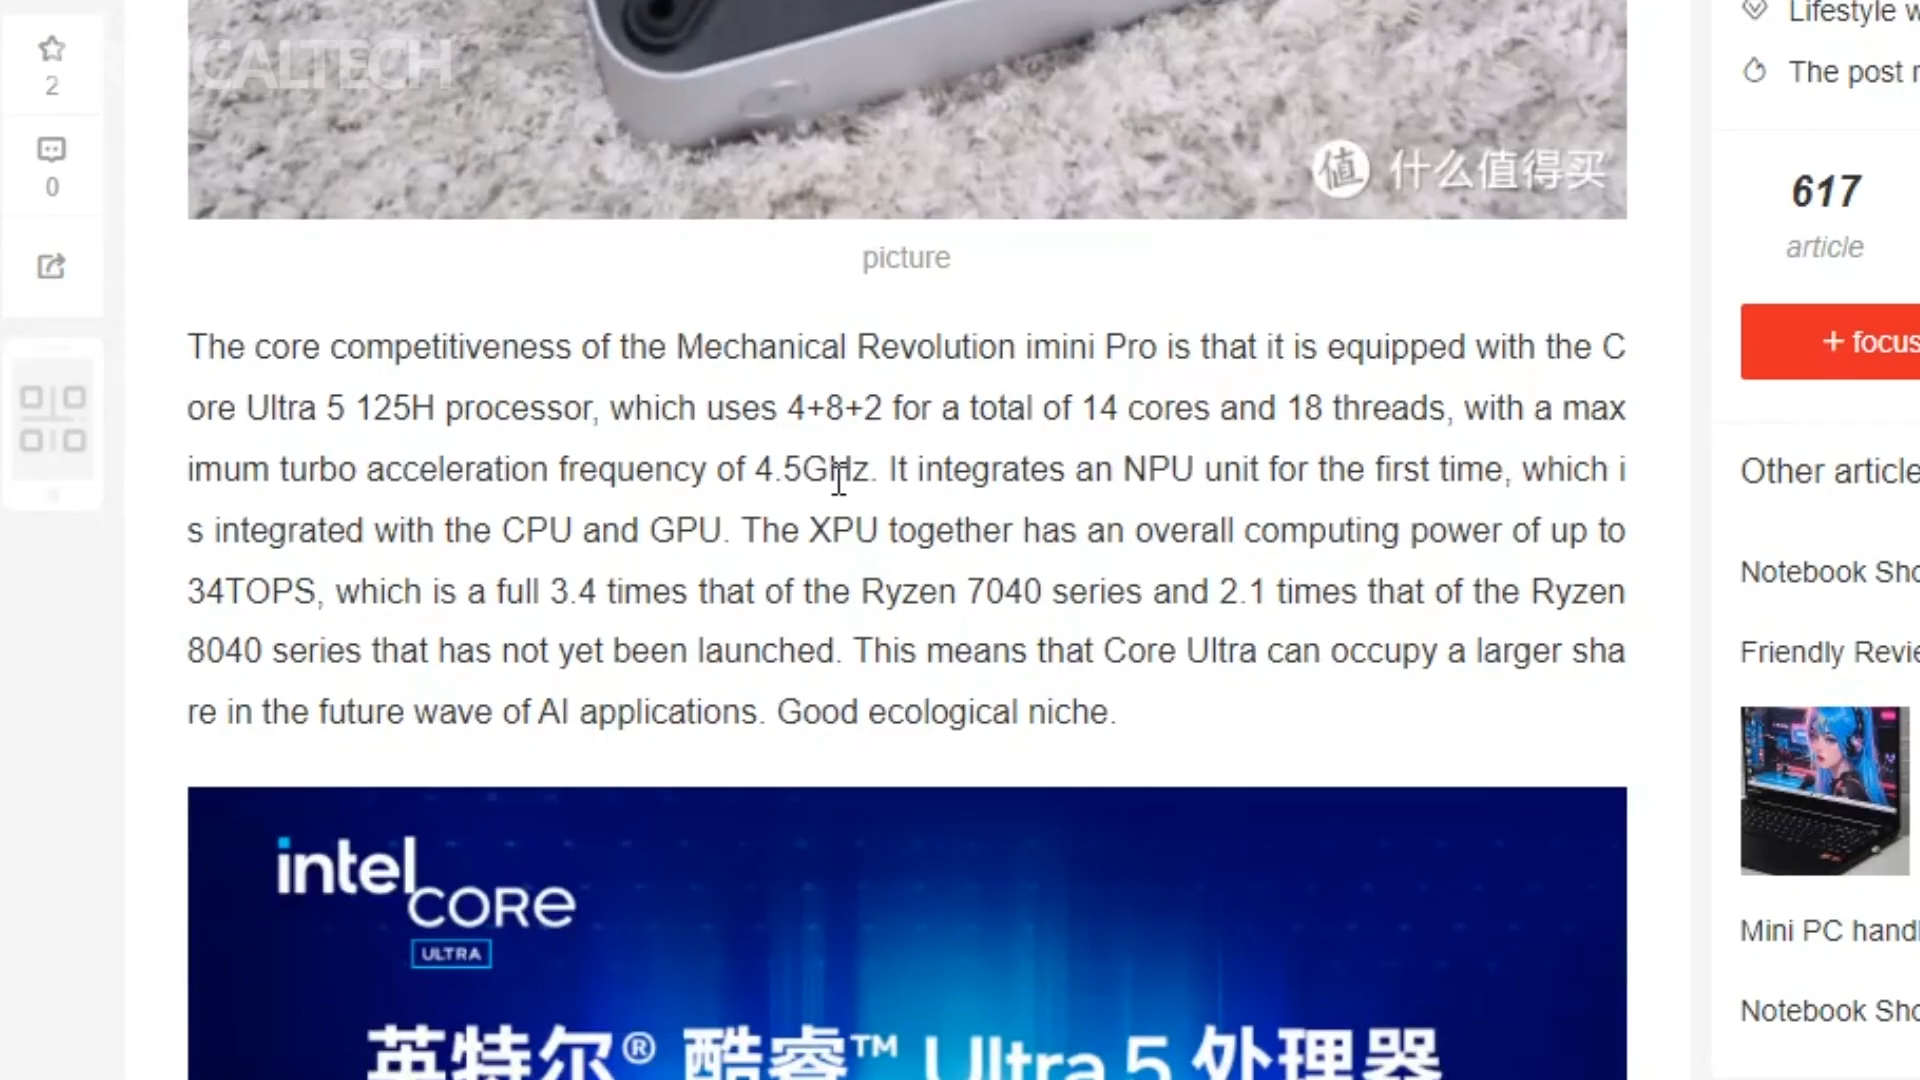 CALTECH
Lifestyle w
2
The post r
什么值得买
值
0
617
article
picture
+ focus
The core competitiveness of the Mechanical Revolution imini Pro is that it is equipped with the C
ore Ultra 5 125H processor, which uses 4+8+2 for a total of 14 cores and 18 threads, with a max
imum turbo acceleration frequency of 4.5GHz. It integrates an NPU unit for the first time, which i
s integrated with the CPU and GPU. The XPU together has an overall computing power of up to
34TOPS, which is a full 3.4 times that of the Ryzen 7040 series and 2.1 times that of the Ryzen
8040 series that has not yet been launched. This means that Core Ultra can occupy a larger sha
re in the future wave of AI applications. Good ecological niche.
Other article
Notebook Sho
Friendly Revie
intel
CORE
ULTRA
英特尔® 酷睿™ Ultra 5 处理器
Mini PC handl
Notebook Sho